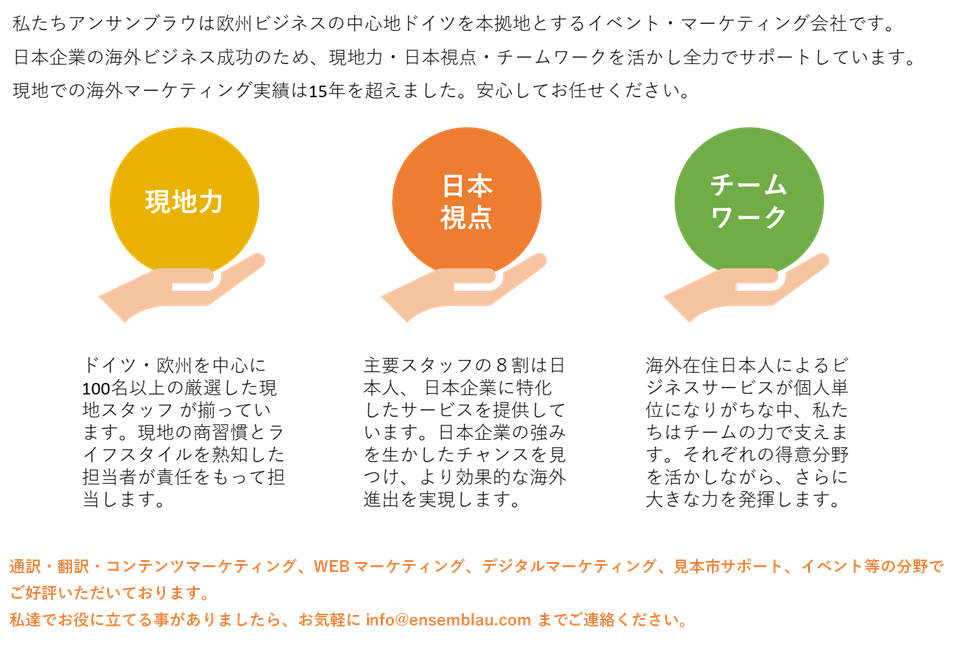 私たちアンサンブラウは欧州ビジネスの中心地ドイツを本拠地とするイベント・マーケティング会社です。
日本企業の海外ビジネス成功のため、現地力・日本視点・チームワークを活かし全力でサポートしています。
現地での海外マーケティング実績は15年を超えました。安心してお任せください。
現地力
日本
視点
チーム
ワーク
ドイツ・欧州を中心に
100名以上の厳選した現
地スタッフ が揃ってい
ます。現地の商習慣とラ
イフスタイルを熟知した
担当者が責任をもって担
当します。
主要スタッフの８割は日
本人、 日本企業に特化
したサービスを提供して
います。日本企業の強み
を生かしたチャンスを見
つけ、より効果的な海外
進出を実現します。
海外在住日本人によるビ
ジネスサービスが個人単
位になりがちな中、私た
ちはチームの力で支えま
す。それぞれの得意分野
を活かしながら、さらに
大きな力を発揮します。
通訳・翻訳・コンテンツマーケティング、WEB マーケティング、デジタルマーケティング、見本市サポート、イベント等の分野で
ご好評いただいております。
私達でお役に立てる事がありましたら、お気軽に info@ensemblau.com までご連絡ください。